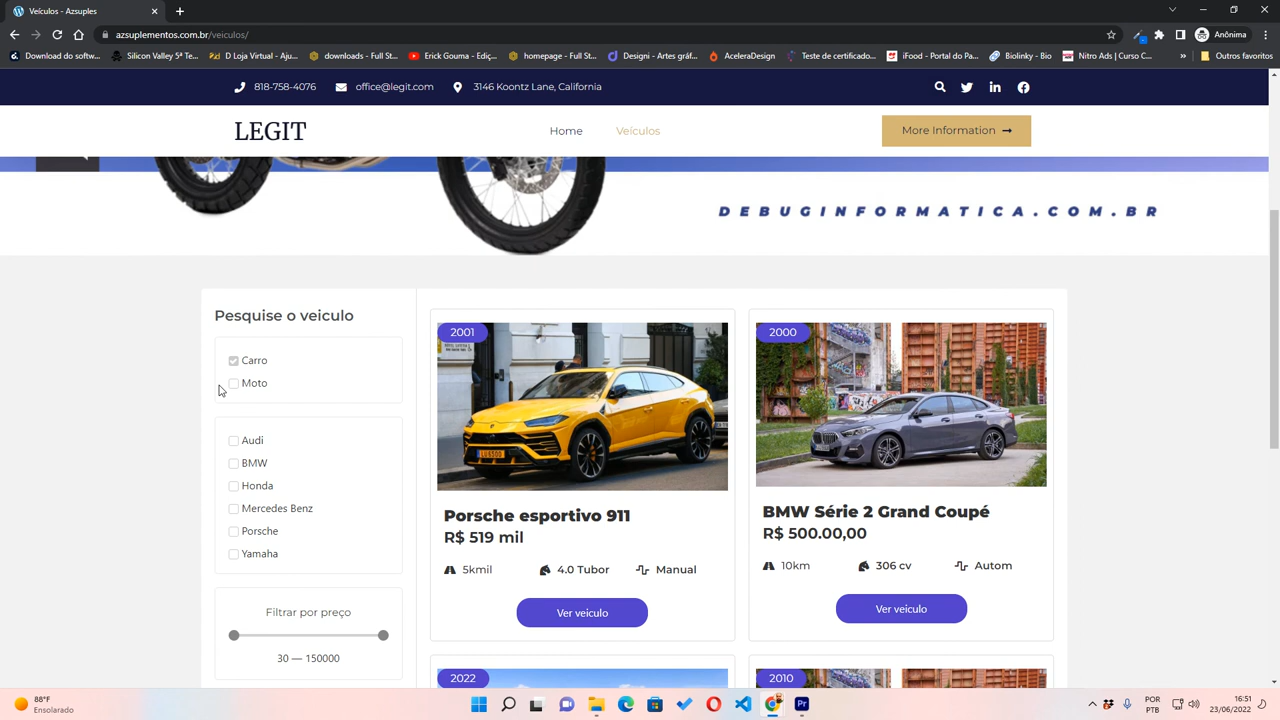 Veículos - Azsuples
azsuplementos.com.br/veiculos/
Anônima
Download do softw...
Silicon Valley 5ª Te...
D Loja Virtual - Aju...
downloads - Full St...
Erick Gouma - Ediç...
homepage - Full St...
Designi - Artes gráf...
AceleraDesign
Teste de certificado...
iFood - Portal do Pa...
Biolinky - Bio
Nitro Ads | Curso C...
»
Outros favoritos
818-758-4076
office@legit.com
3146 Koontz Lane, California
LEGIT
Home
Veículos
More Information
DEBUGINFORMATICA.COM.BR
Pesquise o veiculo
Carro
Moto
Audi
BMW
Honda
Mercedes Benz
Porsche
Yamaha
Filtrar por preço
30 — 150000
2001
Porsche esportivo 911
R$ 519 mil
5kmil
4.0 Tubor
Manual
Ver veiculo
2000
BMW Série 2 Grand Coupé
R$ 500.00,00
10km
306 cv
Autom
Ver veiculo
2022
2010
88°F
Ensolarado
Pr
POR
PTB
16:51
23/06/2022